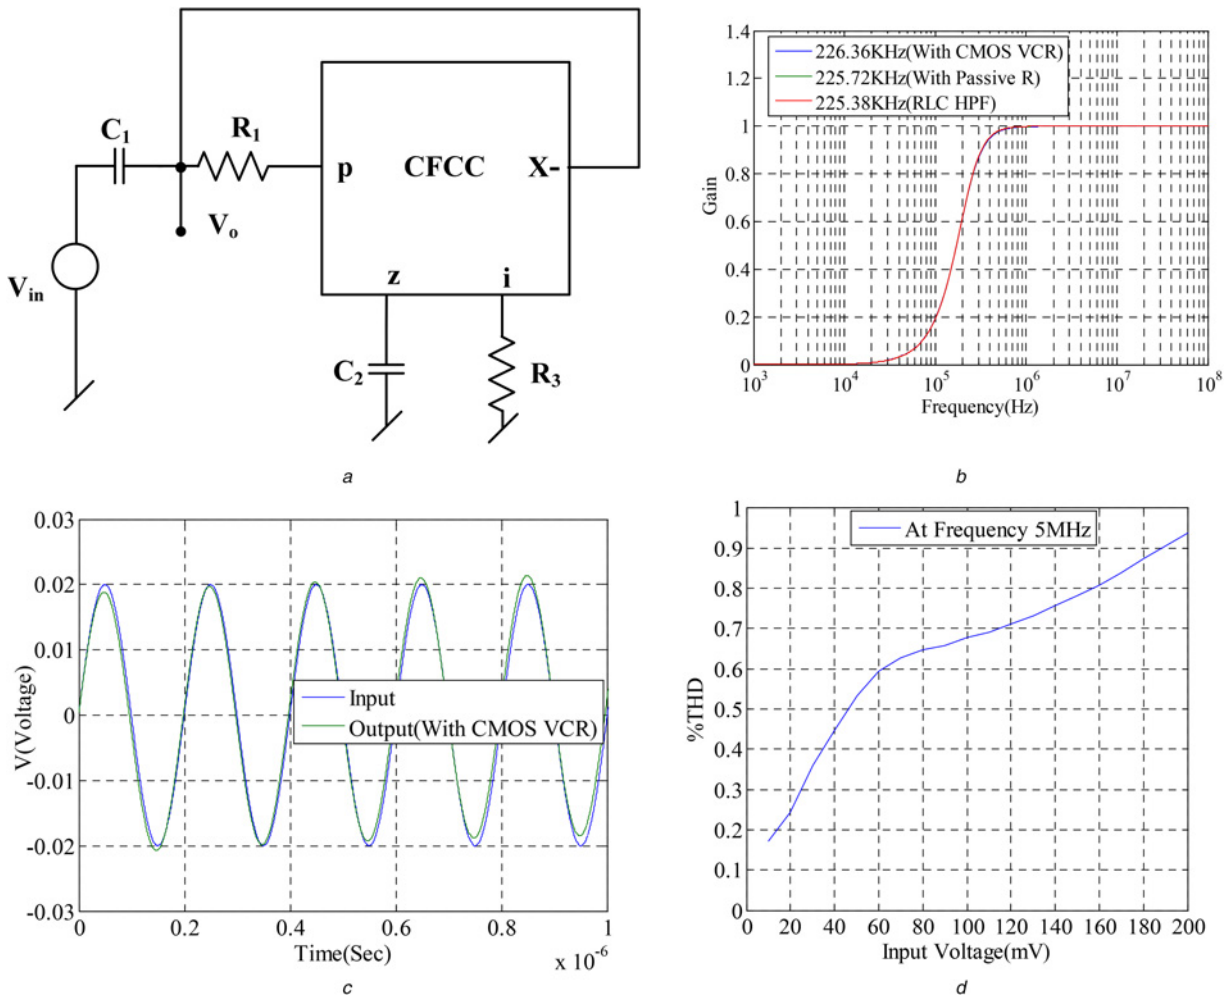 C1
R1
p
CFCC
X-
Vo
Vin
z
i
C2
R3
a
1.4
1.2
1
0.8
0.6
0.4
0.2
0
Gain
226.36KHz(With CMOS VCR)
225.72KHz(With Passive R)
225.38KHz(RLC HPF)
10^3
10^4
10^5
10^6
10^7
10^8
Frequency(Hz)
b
0.03
0.02
0.01
0
-0.01
-0.02
-0.03
V(Voltage)
Input
Output(With CMOS VCR)
0
0.2
0.4
0.6
0.8
1
Time(Sec)
x 10^-6
c
1
0.9
0.8
0.7
0.6
0.5
0.4
0.3
0.2
0.1
0
%THD
At Frequency 5MHz
0
20
40
60
80
100
120
140
160
180
200
Input Voltage(mV)
d